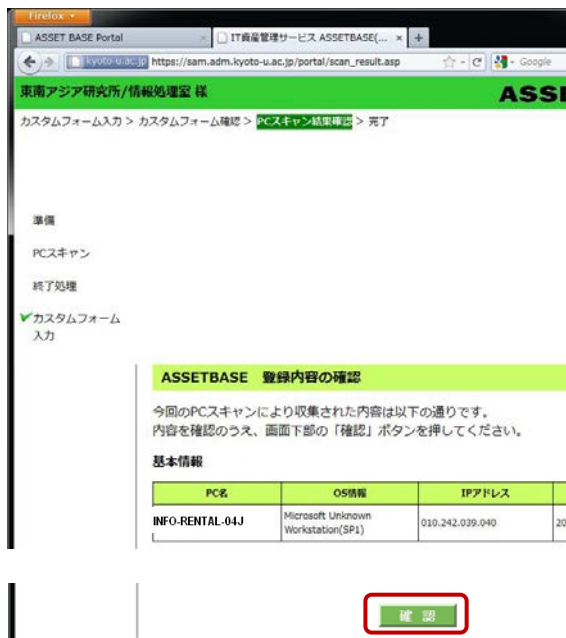 Firefox
ASSET BASE Portal
IT資産管理サービス ASSETBASE(...
kyoto-u.ac.jp https://sam.adm.kyoto-u.ac.jp/portal/scan_result.asp
Google
東南アジア研究所/情報処理室 様
ASSE
カスタムフォーム入力 > カスタムフォーム確認 > PCスキャン結果確認 > 完了
準備
PCスキャン
終了処理
カスタムフォーム
入力
ASSETBASE 登録内容の確認
今回のPCスキャンにより収集された内容は以下の通りです。
内容を確認のうえ、画面下部の「確認」ボタンを押してください。
基本情報
PC名 OS情報 IPアドレス
INFO-RENTAL-04J Microsoft Unknown Workstation(SP1) 010.242.039.040 20
確 認